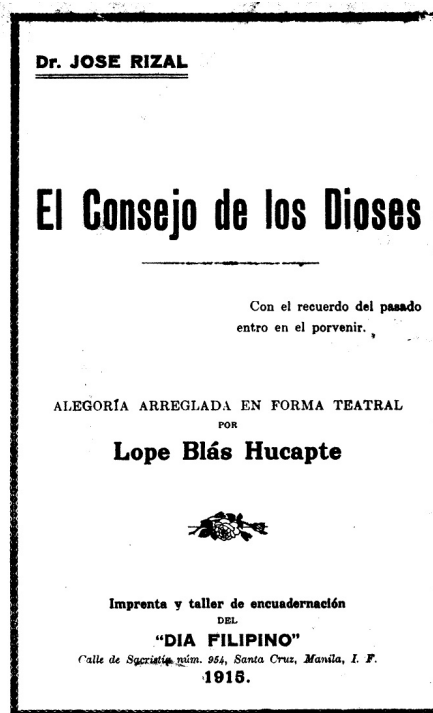 Dr. JOSE RIZAL
El Consejo de los Dioses
Con el recuerdo del pasado
entro en el porvenir.
ALEGORÍA ARREGLADA EN FORMA TEATRAL
POR
Lope Blás Hucapte
Imprenta y taller de encuadernación
DEL
“DIA FILIPINO”
Calle de Sacristía núm. 954, Santa Cruz, Manila, I. F.
1915.